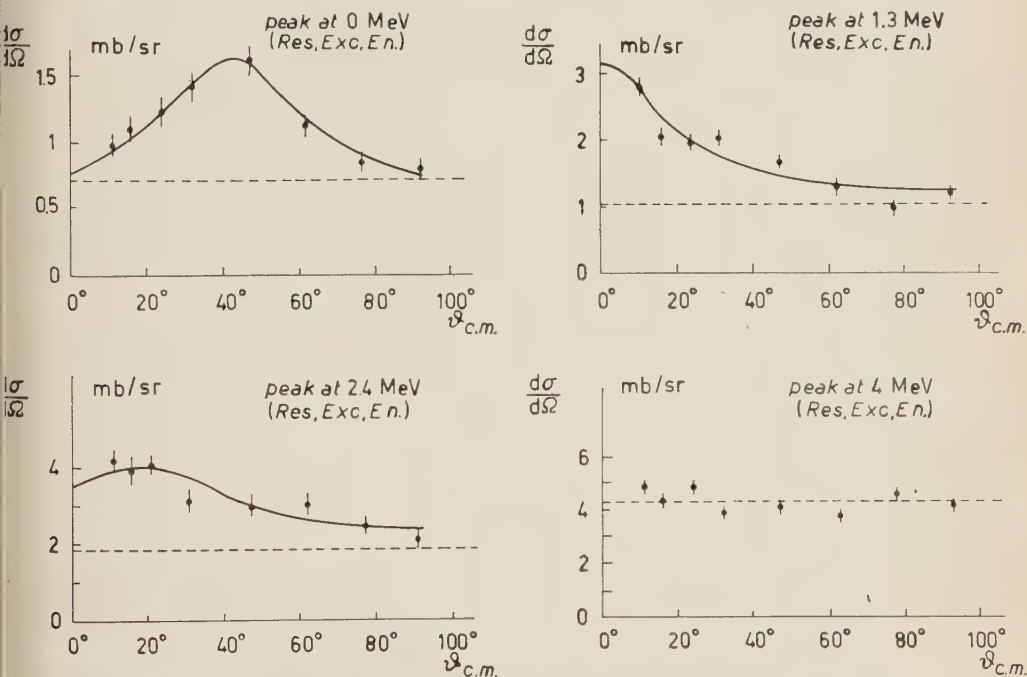 dσ
dΩ
mb/sr
peak at 0 MeV
(Res,Exc,En.)
1.5
1
0.5
0
0° 20° 40° 60° 80° 100°
ϑc.m.
dσ
dΩ
mb/sr
peak at 1.3 MeV
(Res,Exc,En.)
3
2
1
0
0° 20° 40° 60° 80° 100°
ϑc.m.
dσ
dΩ
mb/sr
peak at 2.4 MeV
(Res,Exc,En.)
4
2
0
0° 20° 40° 60° 80° 100°
ϑc.m.
dσ
dΩ
mb/sr
peak at 4 MeV
(Res,Exc,En.)
6
4
2
0
0° 20° 40° 60° 80° 100°
ϑc.m.